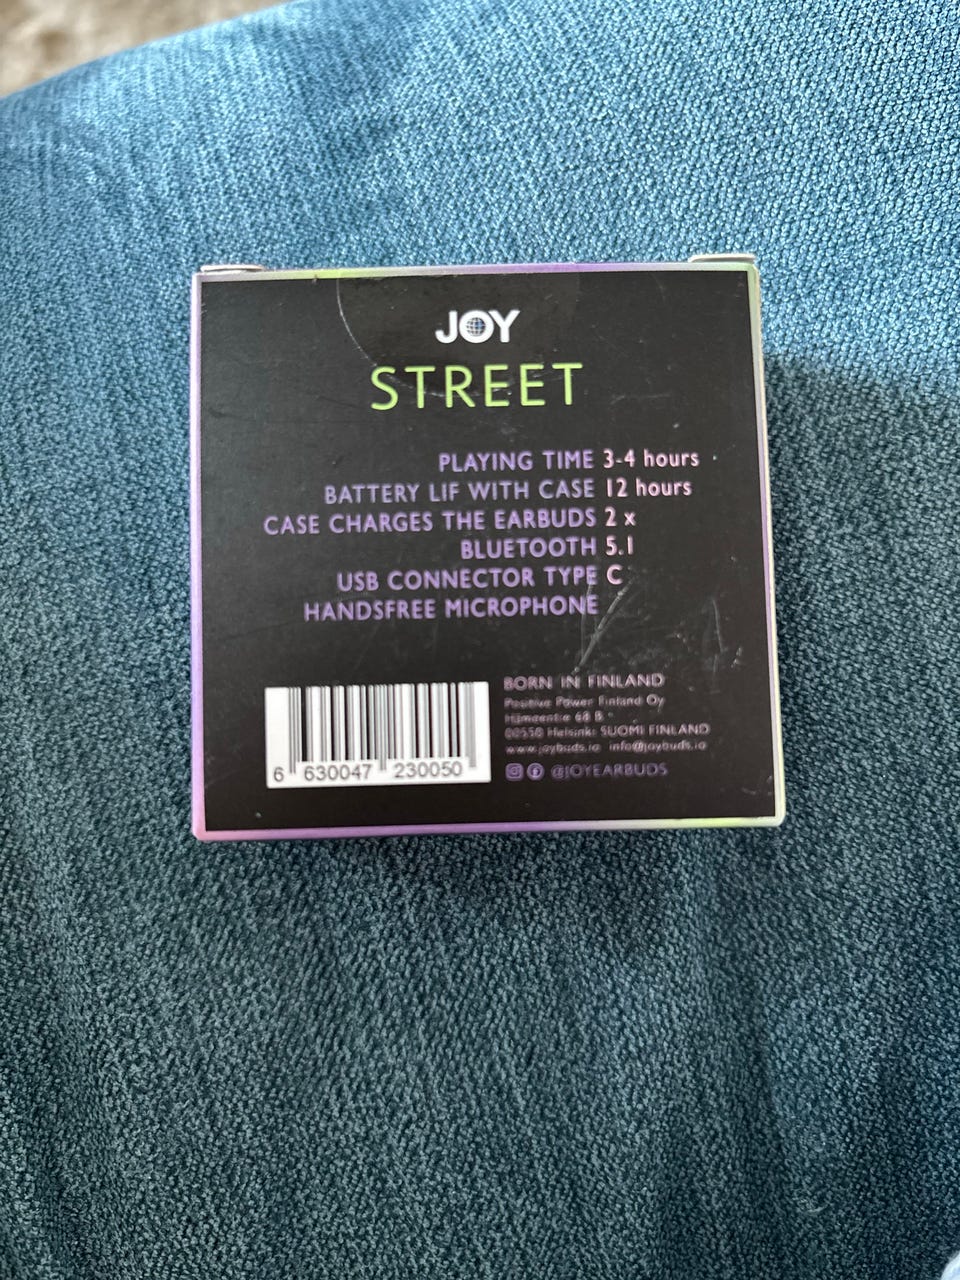 JOY
STREET
PLAYING TIME 3-4 hours
BATTERY LIF WITH CASE 12 hours
CASE CHARGES THE EARBUDS 2 x
BLUETOOTH 5.1
USB CONNECTOR TYPE C
HANDSFREE MICROPHONE
6 630047 230050
BORN IN FINLAND
Positive Power Finland Oy
Hämeentie 68 B
00550 Helsinki SUOMI FINLAND
www.joybuds.io info@joybuds.io
@JOYEARBUDS